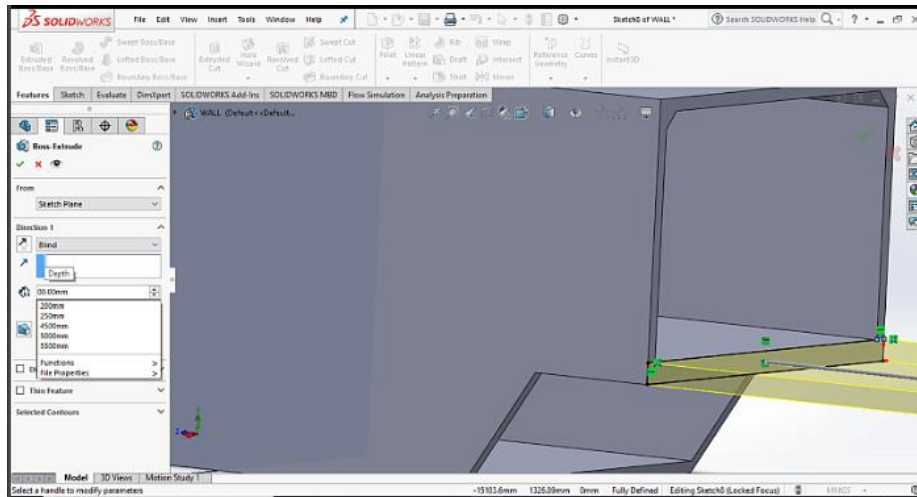 SOLIDWORKS File Edit View Insert Tools Window Help Sketch8 of WALL * Search SOLIDWORKS Help
Swept Boss/Base Swept Cut Rib Wrap
Extruded Boss/Base Revolved Boss/Base Lofted Boss/Base Extruded Cut Hole Wizard Revolved Cut Lofted Cut Fillet Linear Pattern Draft Intersect Reference Geometry Curves Instant3D
Boundary Boss/Base Boundary Cut Shell Mirror
Features Sketch Evaluate DimXpert SOLIDWORKS Add-Ins SOLIDWORKS MBD Flow Simulation Analysis Preparation
WALL (Default<<Default...
Boss-Extrude
From
Sketch Plane
Direction 1
Blind
Depth
00.00mm
200mm
250mm
4500mm
5000mm
5500mm
Functions >
File Properties >
Thin Feature
Selected Contours
Model 3D Views Motion Study 1
Select a handle to modify parameters -15103.6mm 1326.89mm 0mm Fully Defined Editing Sketch8 (Locked Focus) MMGS